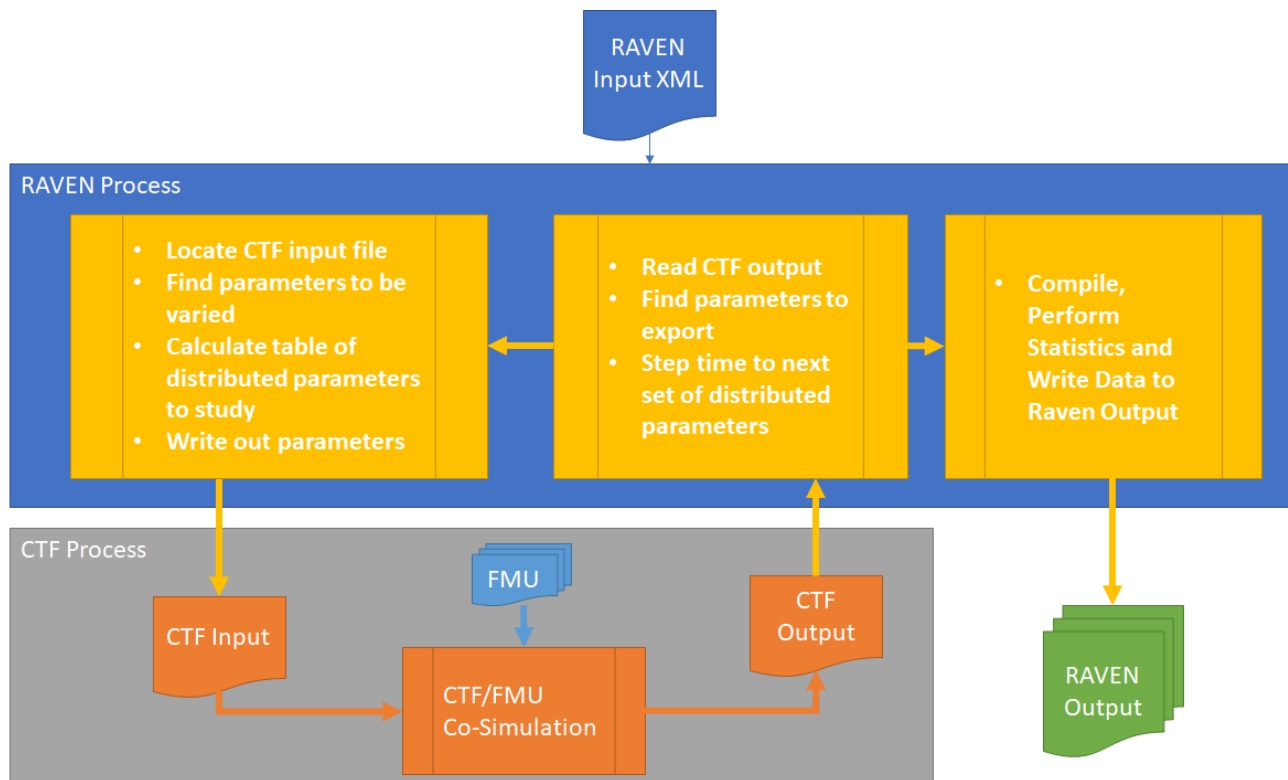 RAVEN
Input XML
RAVEN Process
• Locate CTF input file
• Find parameters to be
varied
• Calculate table of
distributed parameters
to study
• Write out parameters
• Read CTF output
• Find parameters to
export
• Step time to next
set of distributed
parameters
• Compile,
Perform
Statistics and
Write Data to
Raven Output
CTF Process
CTF Input
FMU
CTF/FMU
Co-Simulation
CTF
Output
RAVEN
Output